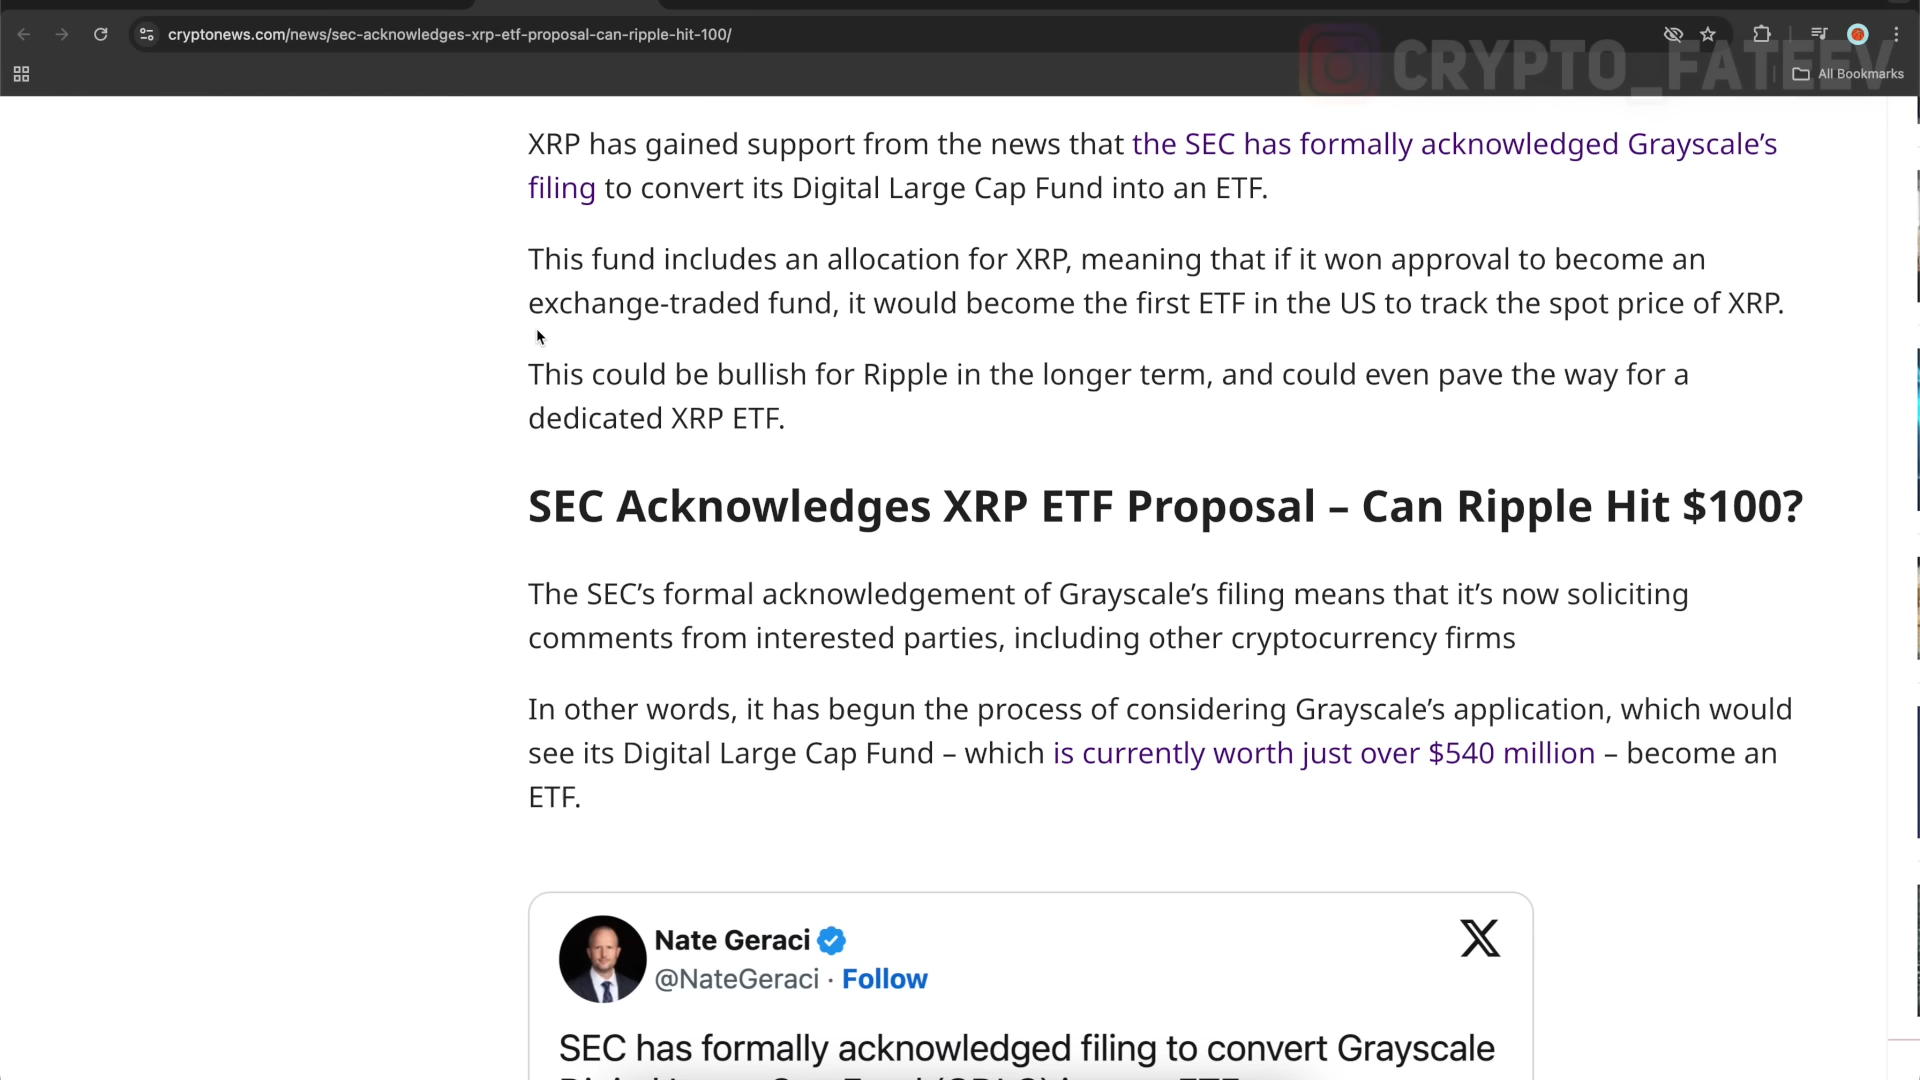 cryptonews.com/news/sec-acknowledges-xrp-etf-proposal-can-ripple-hit-100/
CRYPTO_FATEEV
All Bookmarks
XRP has gained support from the news that the SEC has formally acknowledged Grayscale’s
filing to convert its Digital Large Cap Fund into an ETF.
This fund includes an allocation for XRP, meaning that if it won approval to become an
exchange-traded fund, it would become the first ETF in the US to track the spot price of XRP.
This could be bullish for Ripple in the longer term, and could even pave the way for a
dedicated XRP ETF.
SEC Acknowledges XRP ETF Proposal – Can Ripple Hit $100?
The SEC’s formal acknowledgement of Grayscale’s filing means that it’s now soliciting
comments from interested parties, including other cryptocurrency firms
In other words, it has begun the process of considering Grayscale’s application, which would
see its Digital Large Cap Fund – which is currently worth just over $540 million – become an
ETF.
Nate Geraci
@NateGeraci · Follow
SEC has formally acknowledged filing to convert Grayscale